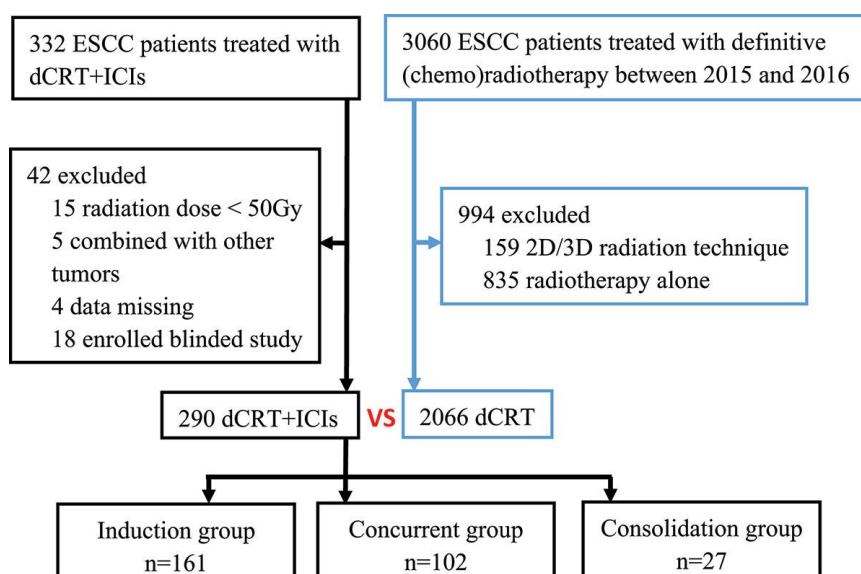 332 ESCC patients treated with
dCRT+ICIs
3060 ESCC patients treated with definitive
(chemo)radiotherapy between 2015 and 2016
42 excluded
15 radiation dose < 50Gy
5 combined with other
tumors
4 data missing
18 enrolled blinded study
994 excluded
159 2D/3D radiation technique
835 radiotherapy alone
290 dCRT+ICIs
VS
2066 dCRT
Induction group
n=161
Concurrent group
n=102
Consolidation group
n=27